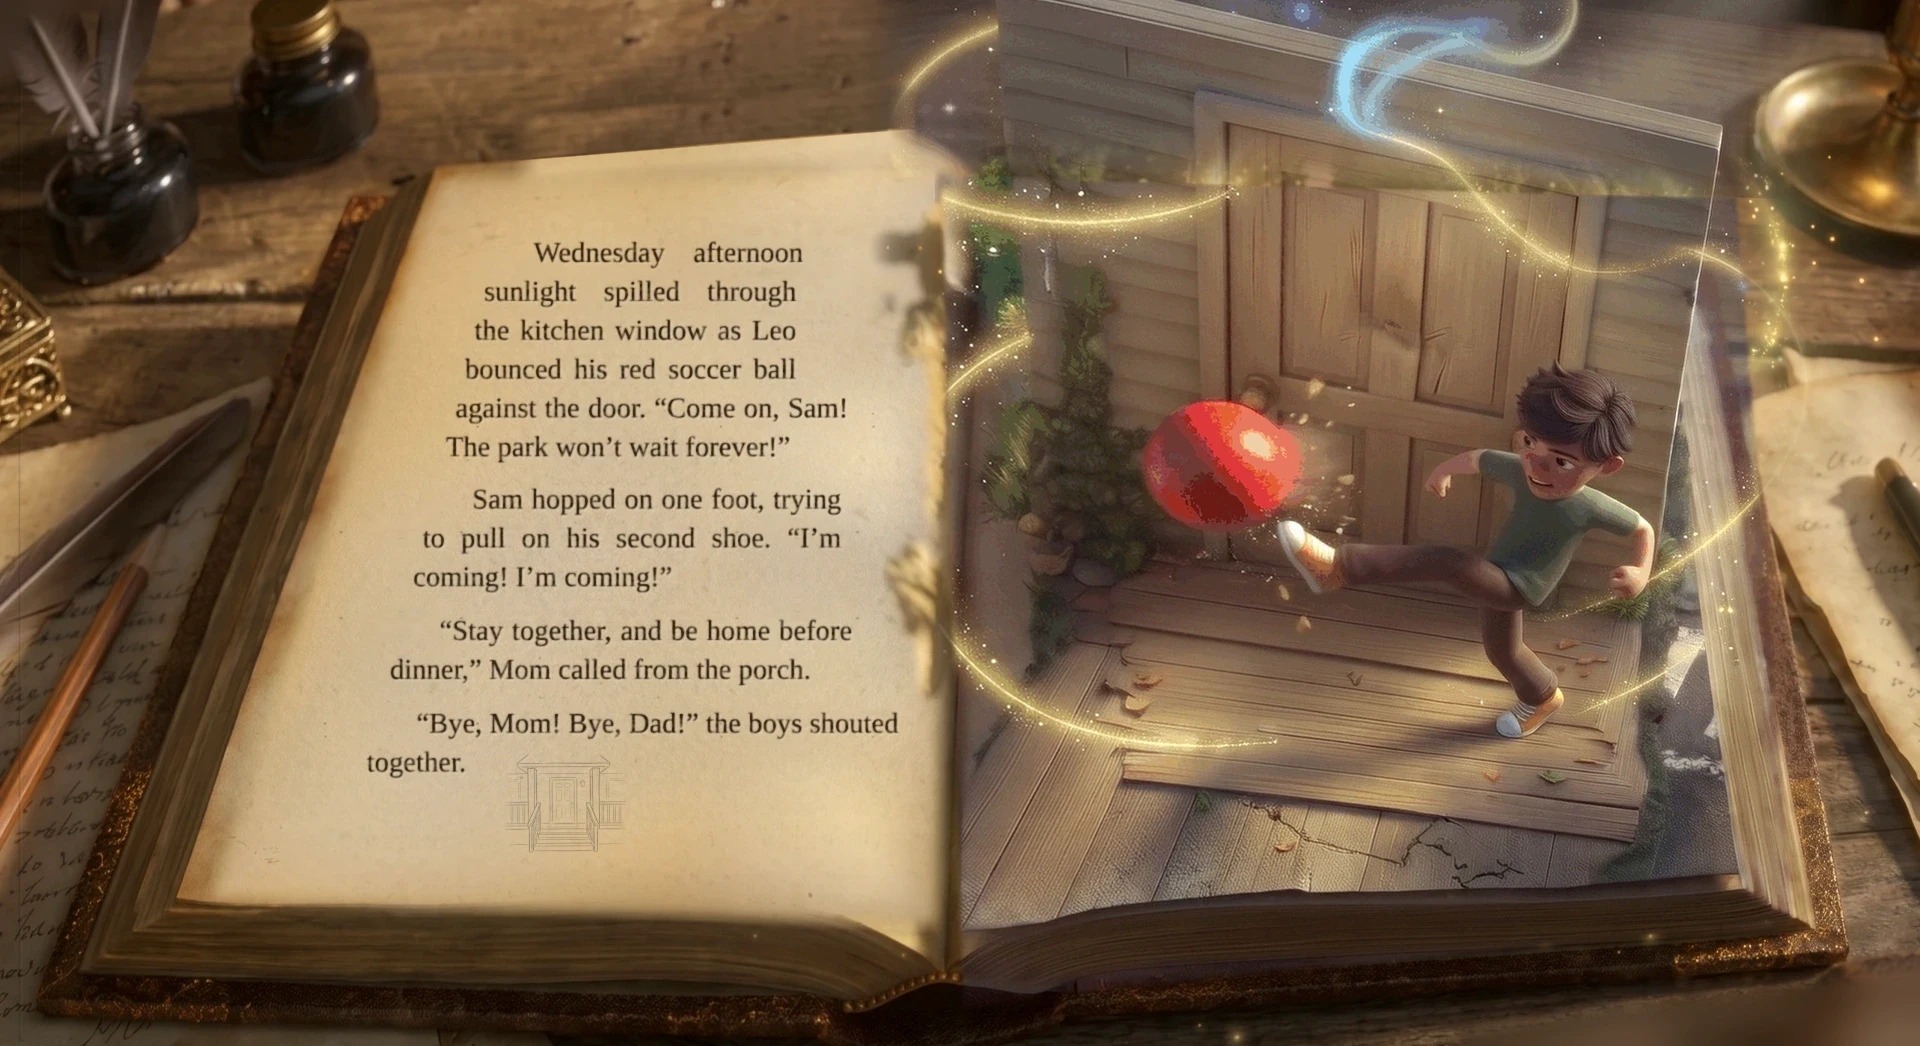 Wednesday afternoon
sunlight spilled through
the kitchen window as Leo
bounced his red soccer ball
against the door. “Come on, Sam!
The park won’t wait forever!”
Sam hopped on one foot, trying
to pull on his second shoe. “I’m
coming! I’m coming!”
“Stay together, and be home before
dinner,” Mom called from the porch.
“Bye, Mom! Bye, Dad!” the boys shouted
together.